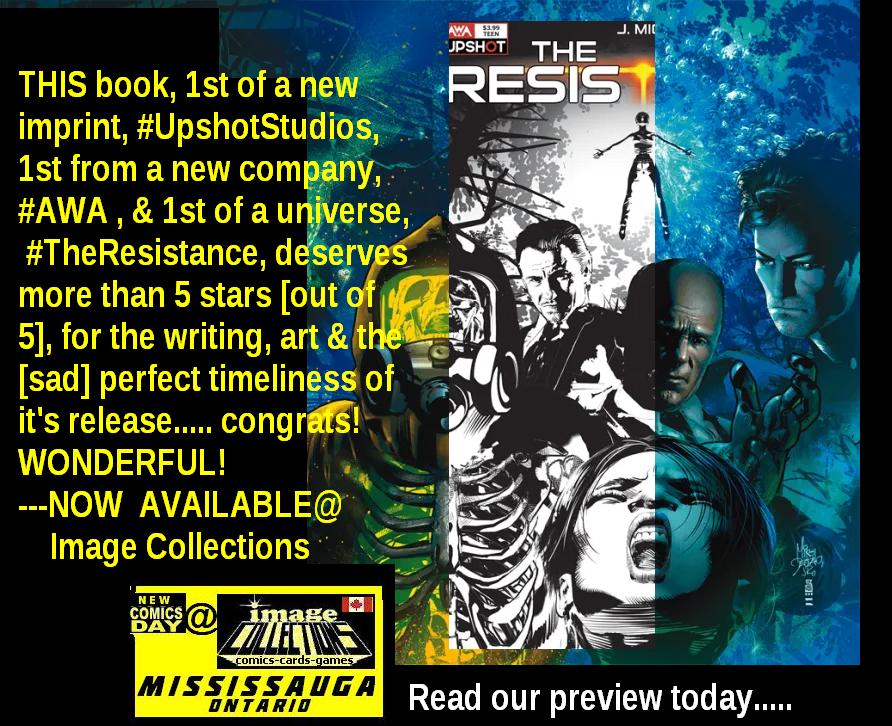 THIS book, 1st of a new
imprint, #UpshotStudios,
1st from a new company,
#AWA , & 1st of a universe,
#TheResistance, deserves
more than 5 stars [out of
5], for the writing, art & the
[sad] perfect timeliness of
it's release..... congrats!
WONDERFUL!
---NOW AVAILABLE@
Image Collections
AWA $3.99 TEEN
UPSHOT
J. MIC
THE
RESIST
NEW
COMICS
DAY
@
image
COLLECTIONS
comics-cards-games
MISSISSAUGA
ONTARIO
Read our preview today.....